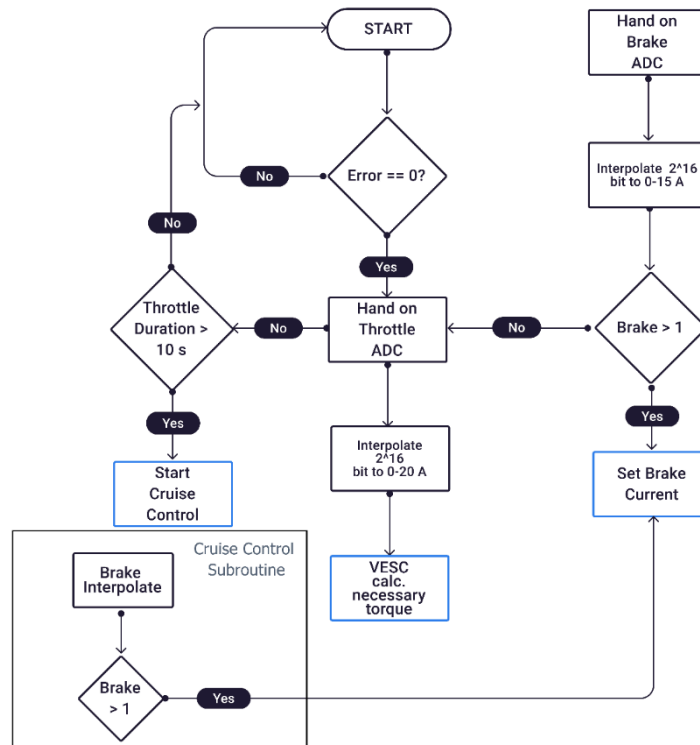 START
Hand on
Brake
ADC
Error == 0?
No
Interpolate 2^16
bit to 0-15 A
No
Yes
Throttle
Duration >
10 s
No
Hand on
Throttle
ADC
No
Brake > 1
Yes
Yes
Start
Cruise
Control
Interpolate
2^16
bit to 0-20 A
Set Brake
Current
Cruise Control
Subroutine
Brake
Interpolate
VESC
calc.
necessary
torque
Brake
> 1
Yes